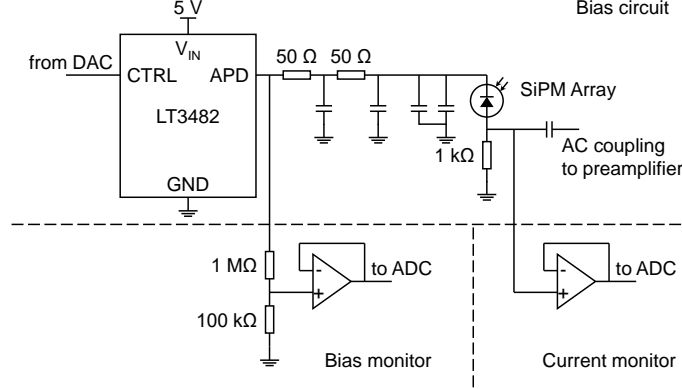 5 V
Bias circuit
V_IN
50 Ω 50 Ω
from DAC
CTRL APD
SiPM Array
LT3482
1 kΩ
AC coupling
to preamplifier
GND
1 MΩ
-
+
to ADC
-
+
to ADC
100 kΩ
Bias monitor
Current monitor